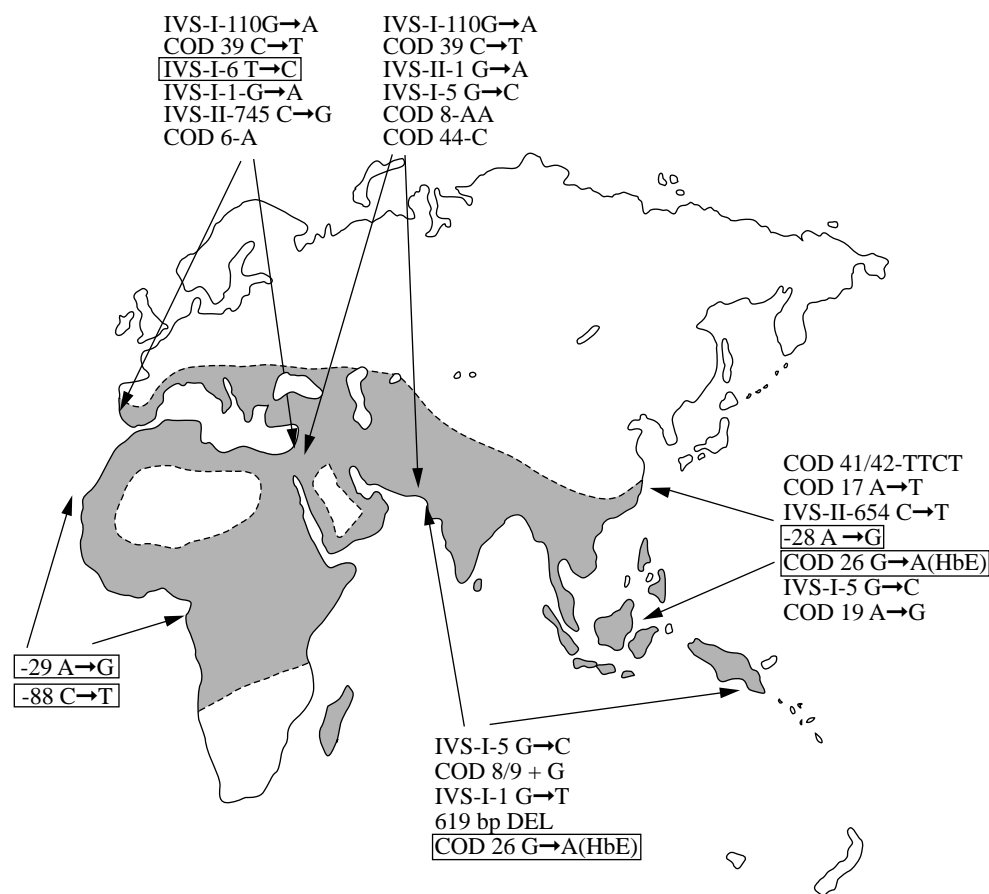 IVS-I-110G→A
COD 39 C→T
IVS-I-6 T→C
IVS-I-1-G→A
IVS-II-745 C→G
COD 6-A
IVS-I-110G→A
COD 39 C→T
IVS-II-1 G→A
IVS-I-5 G→C
COD 8-AA
COD 44-C
COD 41/42-TTCT
COD 17 A→T
IVS-II-654 C→T
-28 A→G
COD 26 G→A(HbE)
IVS-I-5 G→C
COD 19 A→G
-29 A→G
-88 C→T
IVS-I-5 G→C
COD 8/9 + G
IVS-I-1 G→T
619 bp DEL
COD 26 G→A(HbE)